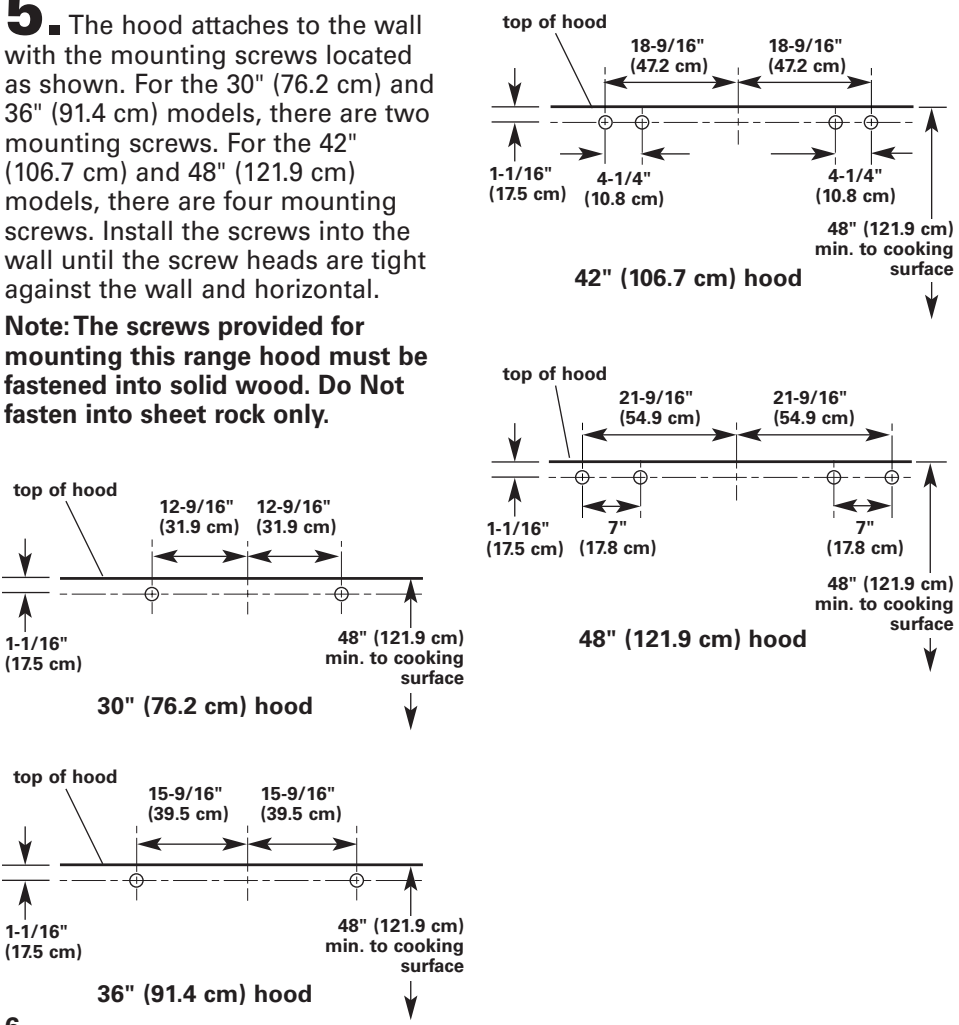 5. The hood attaches to the wall
with the mounting screws located
as shown. For the 30" (76.2 cm) and
36" (91.4 cm) models, there are two
mounting screws. For the 42"
(106.7 cm) and 48" (121.9 cm)
models, there are four mounting
screws. Install the screws into the
wall until the screw heads are tight
against the wall and horizontal.
Note: The screws provided for
mounting this range hood must be
fastened into solid wood. Do Not
fasten into sheet rock only.
top of hood
12-9/16" 12-9/16"
(31.9 cm) (31.9 cm)
1-1/16"
(17.5 cm)
48" (121.9 cm)
min. to cooking
surface
30" (76.2 cm) hood
top of hood
15-9/16" 15-9/16"
(39.5 cm) (39.5 cm)
1-1/16"
(17.5 cm)
48" (121.9 cm)
min. to cooking
surface
36" (91.4 cm) hood
top of hood
18-9/16" 18-9/16"
(47.2 cm) (47.2 cm)
1-1/16"
(17.5 cm)
4-1/4"
(10.8 cm)
4-1/4"
(10.8 cm)
48" (121.9 cm)
min. to cooking
surface
42" (106.7 cm) hood
top of hood
21-9/16" 21-9/16"
(54.9 cm) (54.9 cm)
1-1/16"
(17.5 cm)
7"
(17.8 cm)
7"
(17.8 cm)
48" (121.9 cm)
min. to cooking
surface
48" (121.9 cm) hood